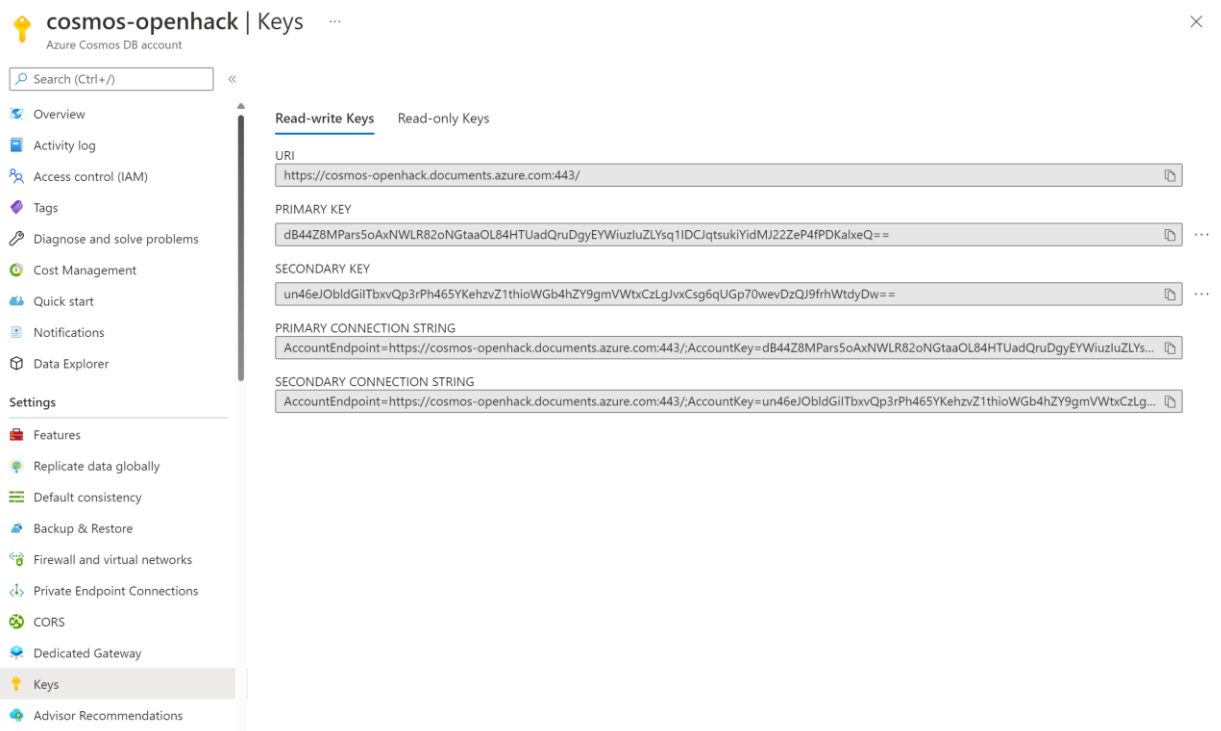 cosmos-openhack | Keys ...
Azure Cosmos DB account
Search (Ctrl+/)
«
Overview
Activity log
Access control (IAM)
Tags
Diagnose and solve problems
Cost Management
Quick start
Notifications
Data Explorer
Settings
Features
Replicate data globally
Default consistency
Backup & Restore
Firewall and virtual networks
Private Endpoint Connections
CORS
Dedicated Gateway
Keys
Advisor Recommendations
Read-write Keys Read-only Keys
URI
https://cosmos-openhack.documents.azure.com:443/
PRIMARY KEY
SECONDARY KEY
PRIMARY CONNECTION STRING
AccountEndpoint=https://cosmos-openhack.documents.azure.com:443/;AccountKey=
SECONDARY CONNECTION STRING
AccountEndpoint=https://cosmos-openhack.documents.azure.com:443/;AccountKey=